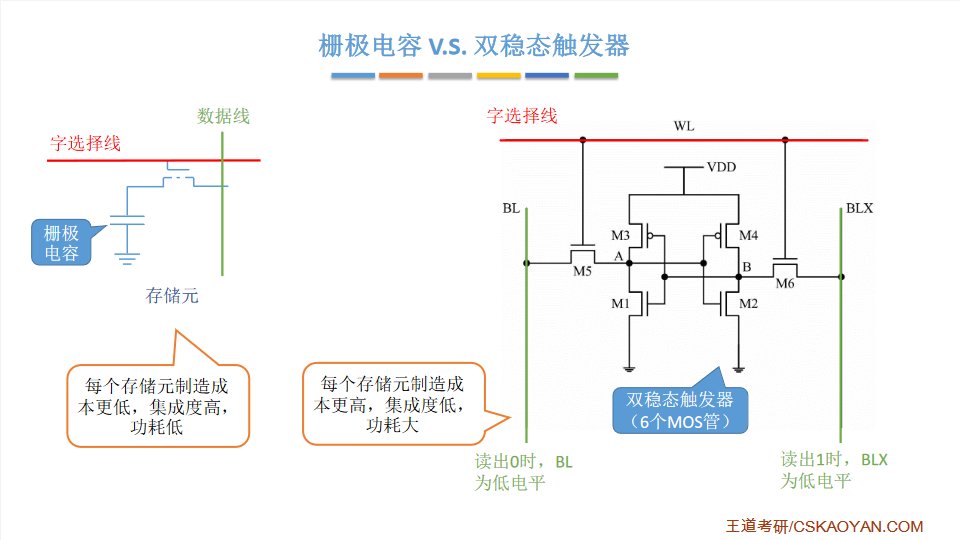 栅极电容 V.S. 双稳态触发器
数据线
字选择线
栅极
电容
存储元
每个存储元制造成
本更低，集成度高，
功耗低
字选择线
WL
VDD
BL
BLX
M3
M4
A
B
M5
M6
M1
M2
每个存储元制造成
本更高，集成度低，
功耗大
双稳态触发器
（6个MOS管）
读出0时，BL
为低电平
读出1时，BLX
为低电平
王道考研/CSKAOYAN.COM